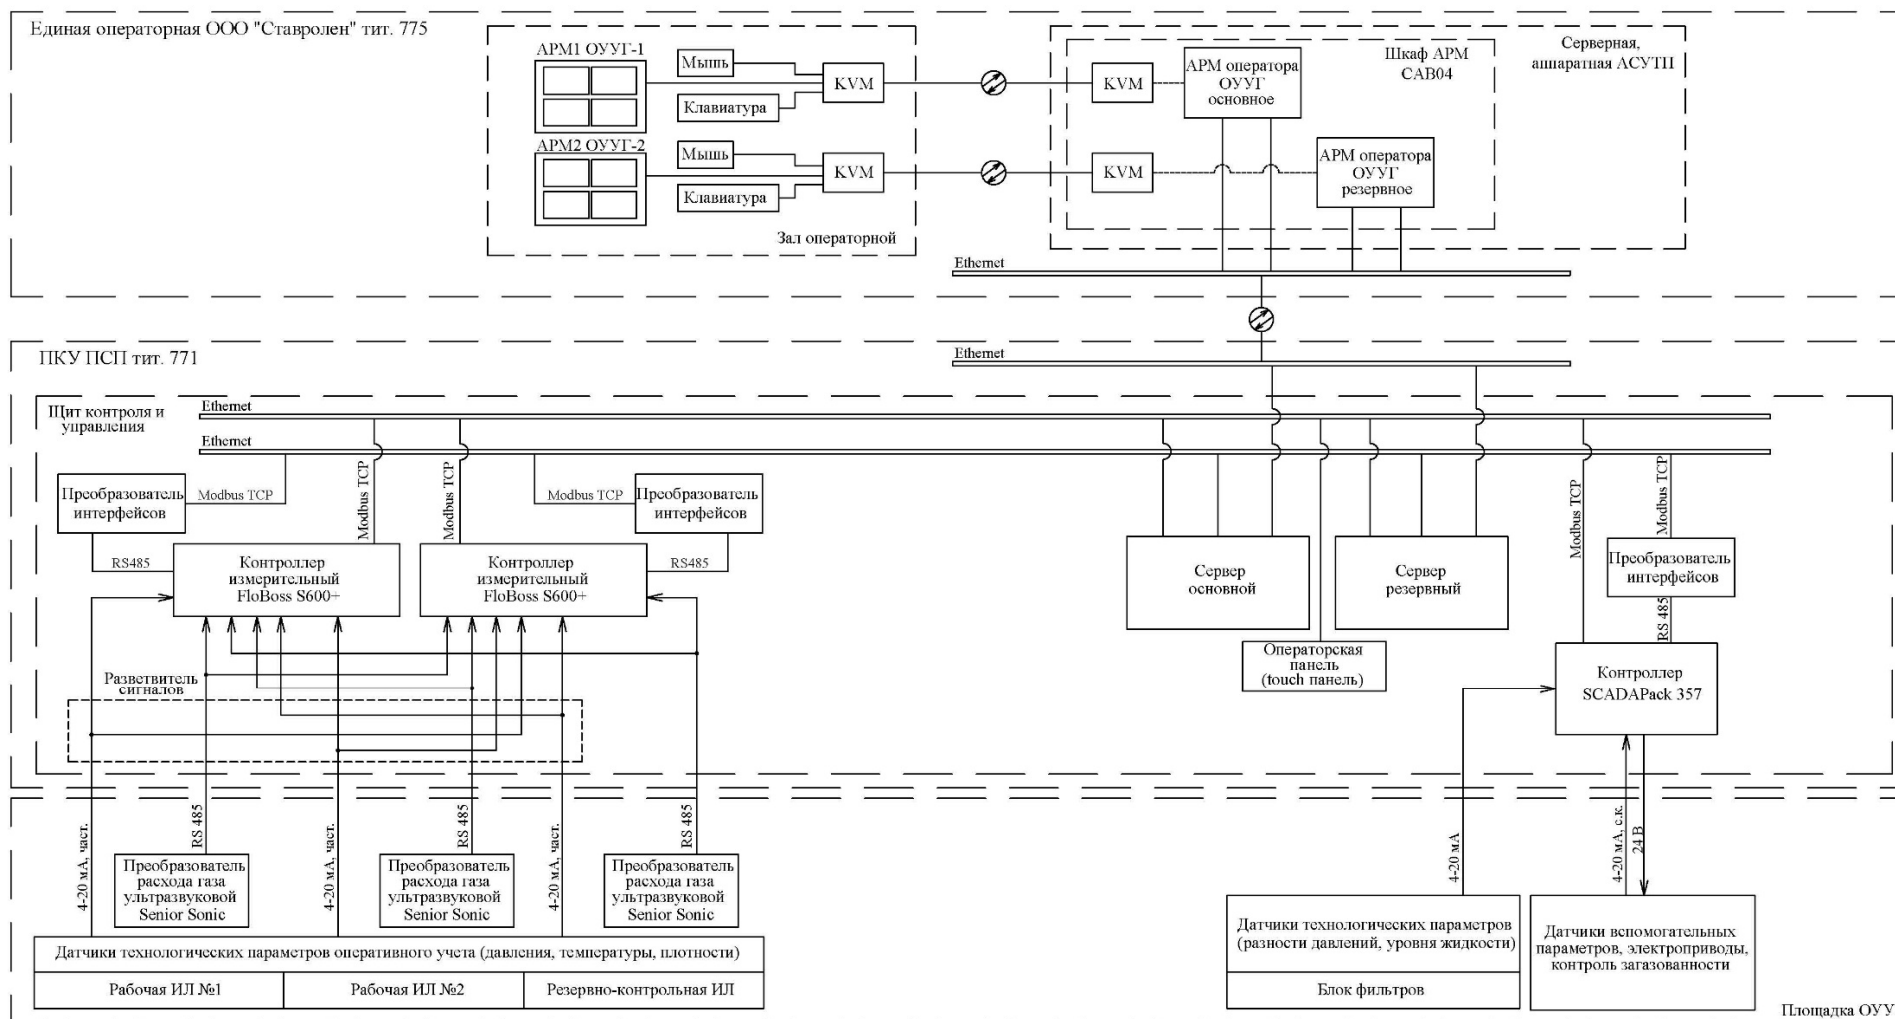 Единая операторная ООО "Ставролен" тит. 775
АРМ1 ОУУГ-1
Мышь
Клавиатура
KVM
KVM
АРМ оператора
ОУУГ
основное
Шкаф АРМ
САВ04
Серверная,
аппаратная АСУТП
АРМ2 ОУУГ-2
Мышь
Клавиатура
KVM
KVM
АРМ оператора
ОУУГ
резервное
Зал операторной
Ethernet
ПКУ ПСП тит. 771
Ethernet
Щит контроля и
управления
Ethernet
Ethernet
Преобразователь
интерфейсов
Modbus TCP
Modbus TCP
Modbus TCP
Modbus TCP
Преобразователь
интерфейсов
RS485
Контроллер
измерительный
FloBoss S600+
Контроллер
измерительный
FloBoss S600+
RS485
Сервер
основной
Сервер
резервный
Modbus TCP
Modbus TCP
Преобразователь
интерфейсов
RS 485
Операторская
панель
(touch панель)
Контроллер
SCADAPack 357
Разветвитель
сигналов
4-20 мА, част.
RS 485
4-20 мА, част.
RS 485
4-20 мА, част.
RS 485
4-20 мА
4-20 мА, с.к.
24 В
Преобразователь
расхода газа
ультразвуковой
Senior Sonic
Преобразователь
расхода газа
ультразвуковой
Senior Sonic
Преобразователь
расхода газа
ультразвуковой
Senior Sonic
Датчики технологических параметров оперативного учета (давления, температуры, плотности)
Рабочая ИЛ №1
Рабочая ИЛ №2
Резервно-контрольная ИЛ
Датчики технологических параметров
(разности давлений, уровня жидкости)
Блок фильтров
Датчики вспомогательных
параметров, электроприводы,
контроль загазованности
Площадка ОУУ